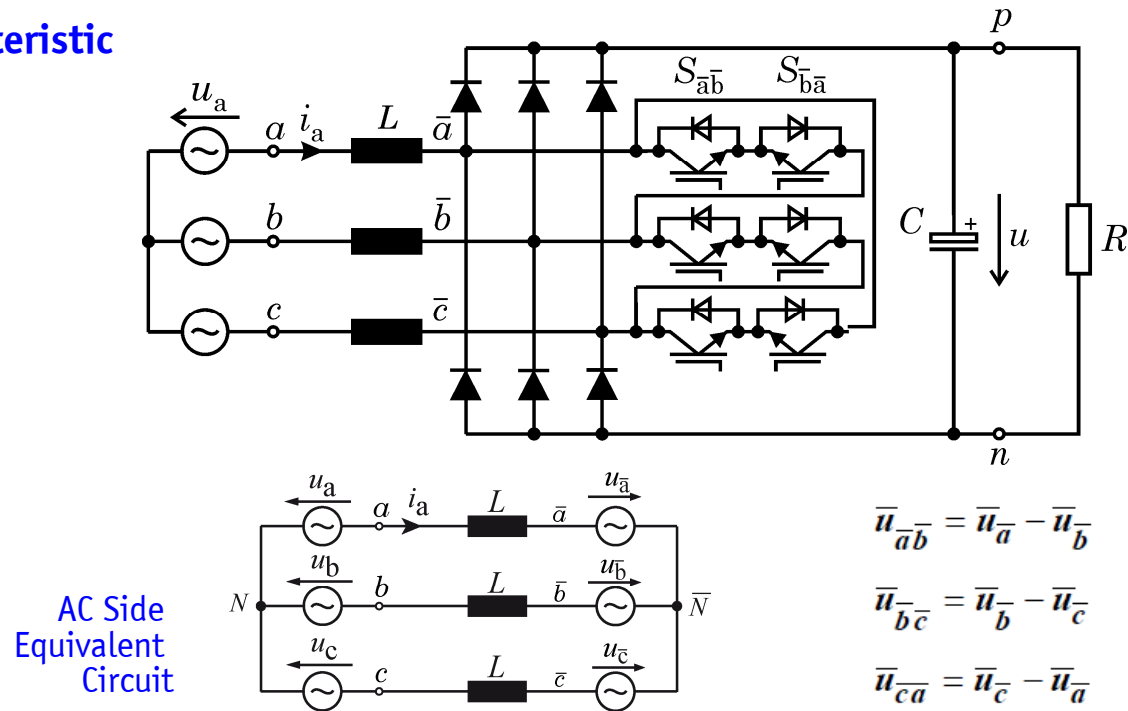 teristic
p
S_āb̄ S_b̄ā
u_a
a i_a L ā
b b̄
c c̄
C + u R
n
u_a a i_a L ā u_ā
u_b b L b̄ u_b̄
N N̄
u_c c L c̄ u_c̄
AC Side
Equivalent
Circuit
ū_āb̄ = ū_ā − ū_b̄
ū_b̄c̄ = ū_b̄ − ū_c̄
ū_c̄ā = ū_c̄ − ū_ā